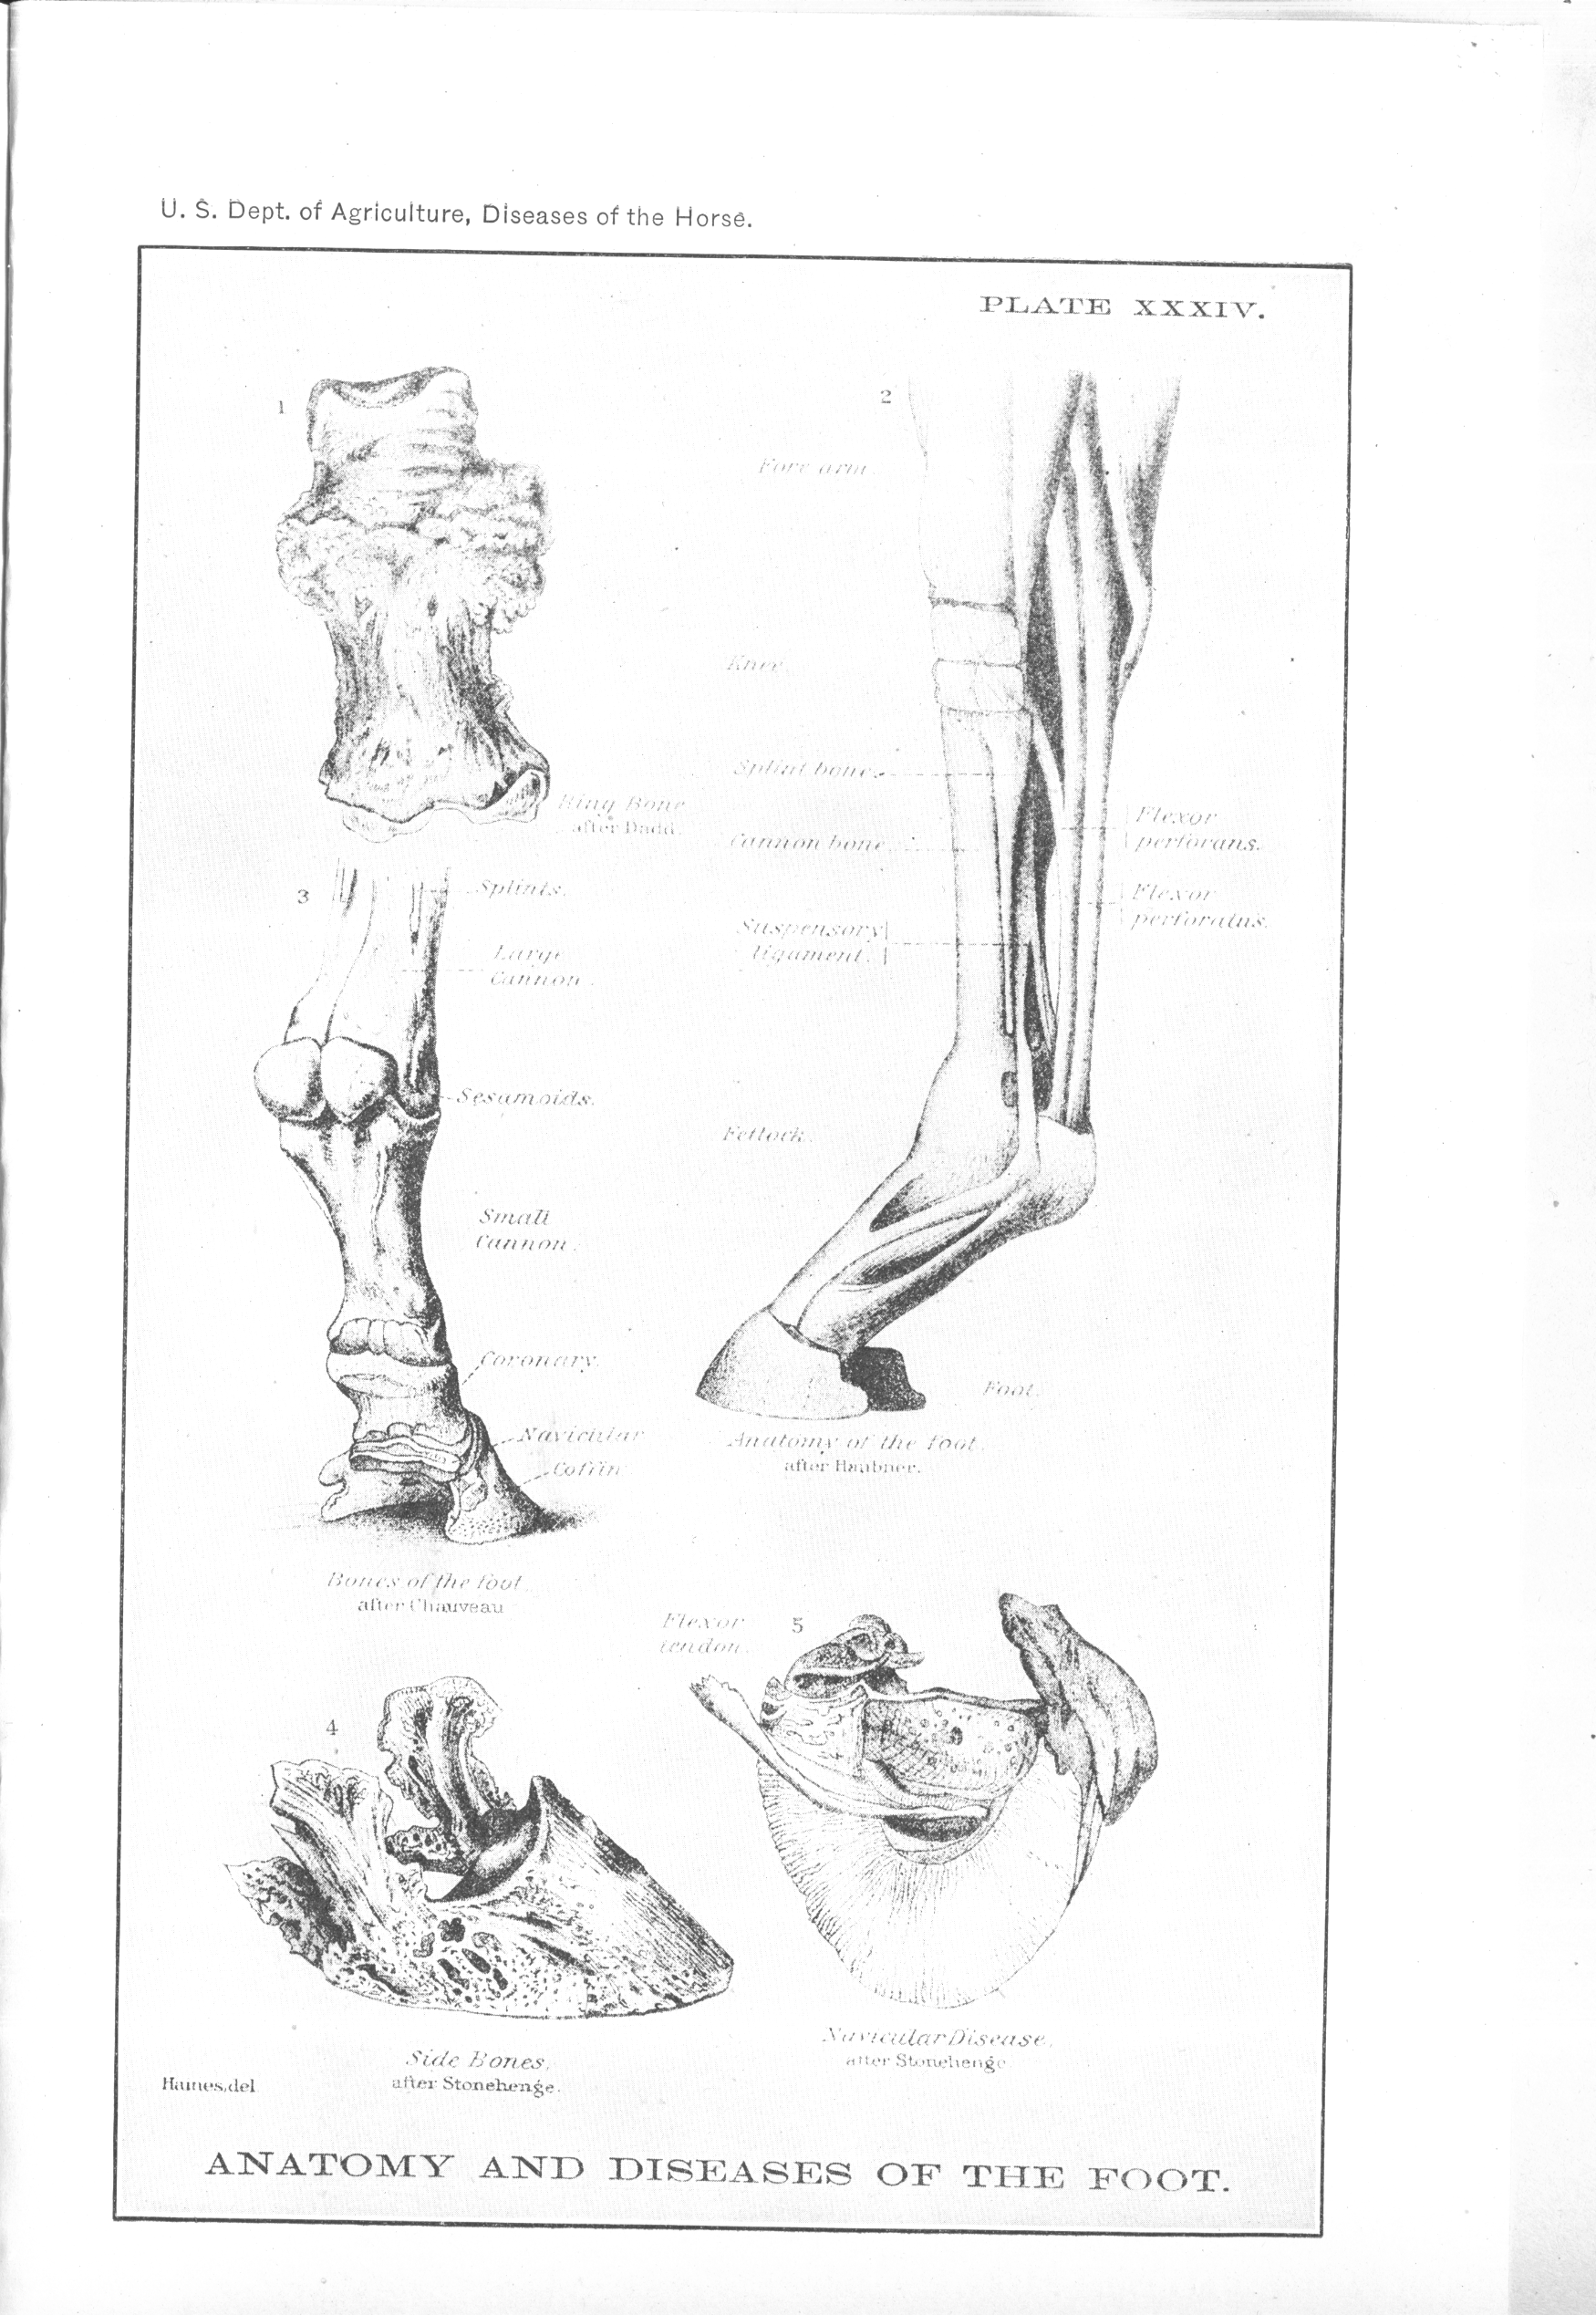 U. S. Dept. of Agriculture, Diseases of the Horse.
PLATE XXXIV.
1
Ring Bone
after Dadd.
2
Fore arm.
Knee.
Splint bone.
Cannon bone
Suspensory
ligament.
Flexor
perforans.
Flexor
perforatus.
Fetlock.
Foot.
Anatomy of the foot.
after Haubner.
3
Splints.
Large
Cannon.
Sesamoids.
Small
Cannon.
Coronary.
Navicular
Coffin
Bones of the foot.
after Chauveau
4
Side Bones.
after Stonehenge.
5
Flexor
tendon.
Navicular Disease.
after Stonehenge
Haines, del
ANATOMY AND DISEASES OF THE FOOT.